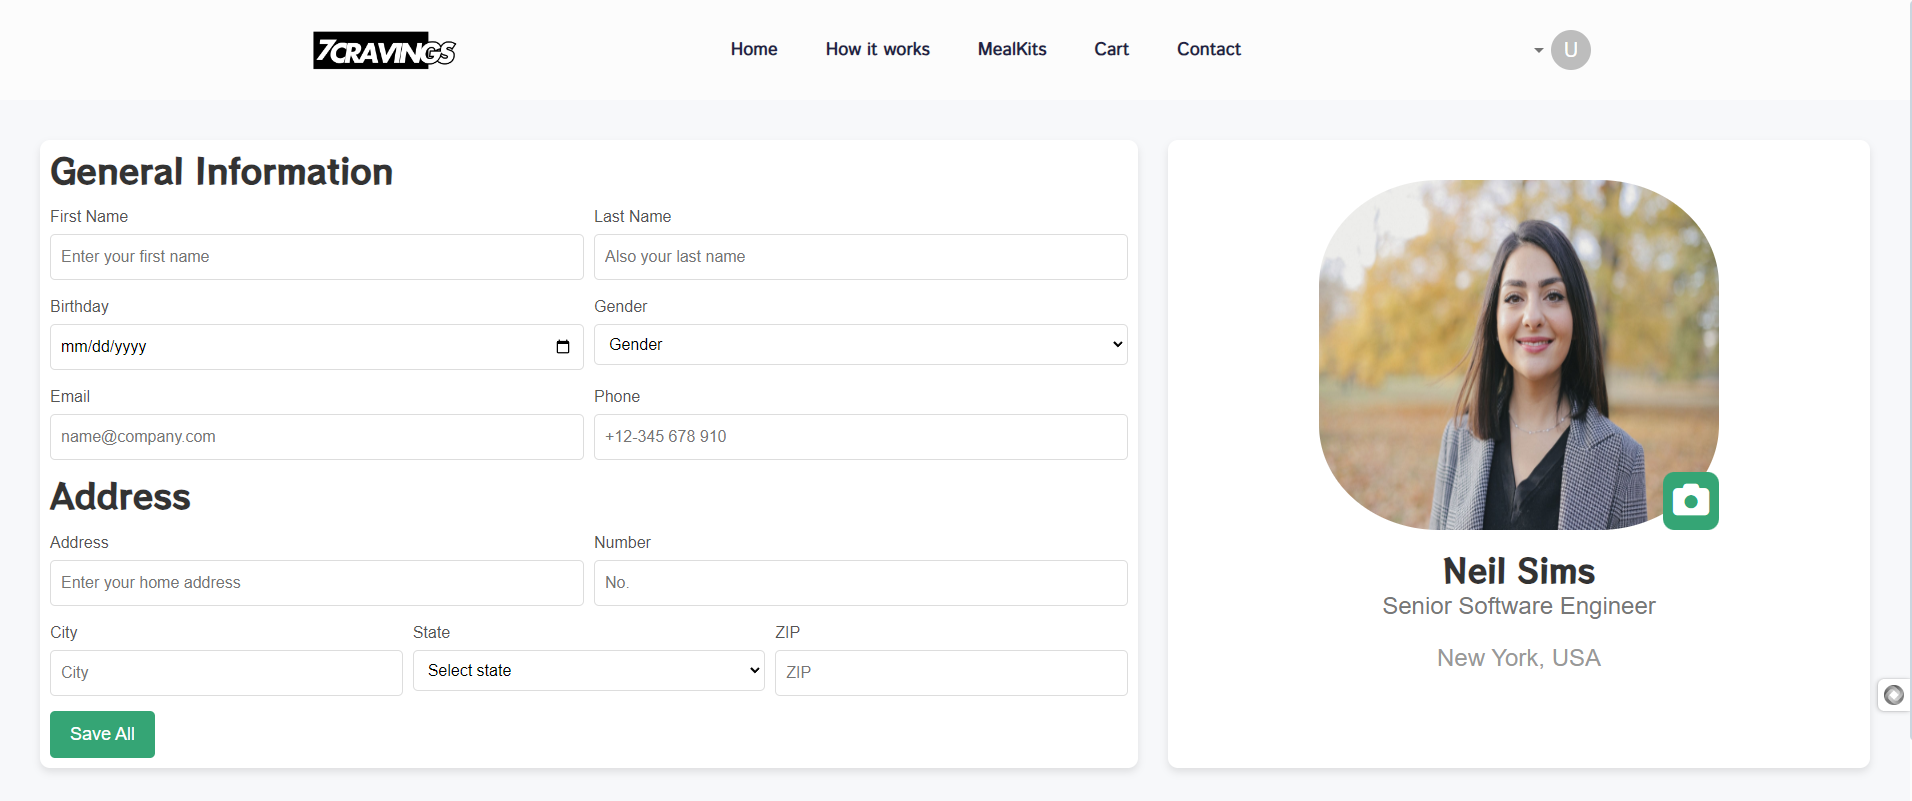 7CRAVINGS
Home How it works MealKits Cart Contact
U
General Information
First Name Last Name
Enter your first name Also your last name
Birthday Gender
mm/dd/yyyy Gender
Email Phone
name@company.com +12-345 678 910
Address
Address Number
Enter your home address No.
City State ZIP
City Select state ZIP
Save All
Neil Sims
Senior Software Engineer
New York, USA